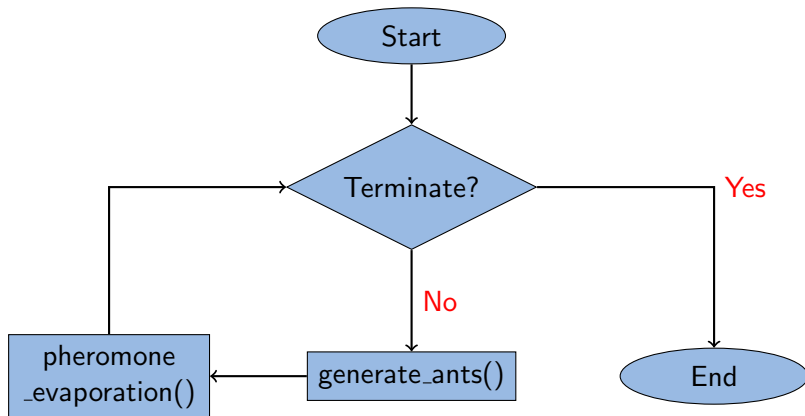 Start
Terminate?
Yes
No
pheromone
_evaporation()
generate_ants()
End